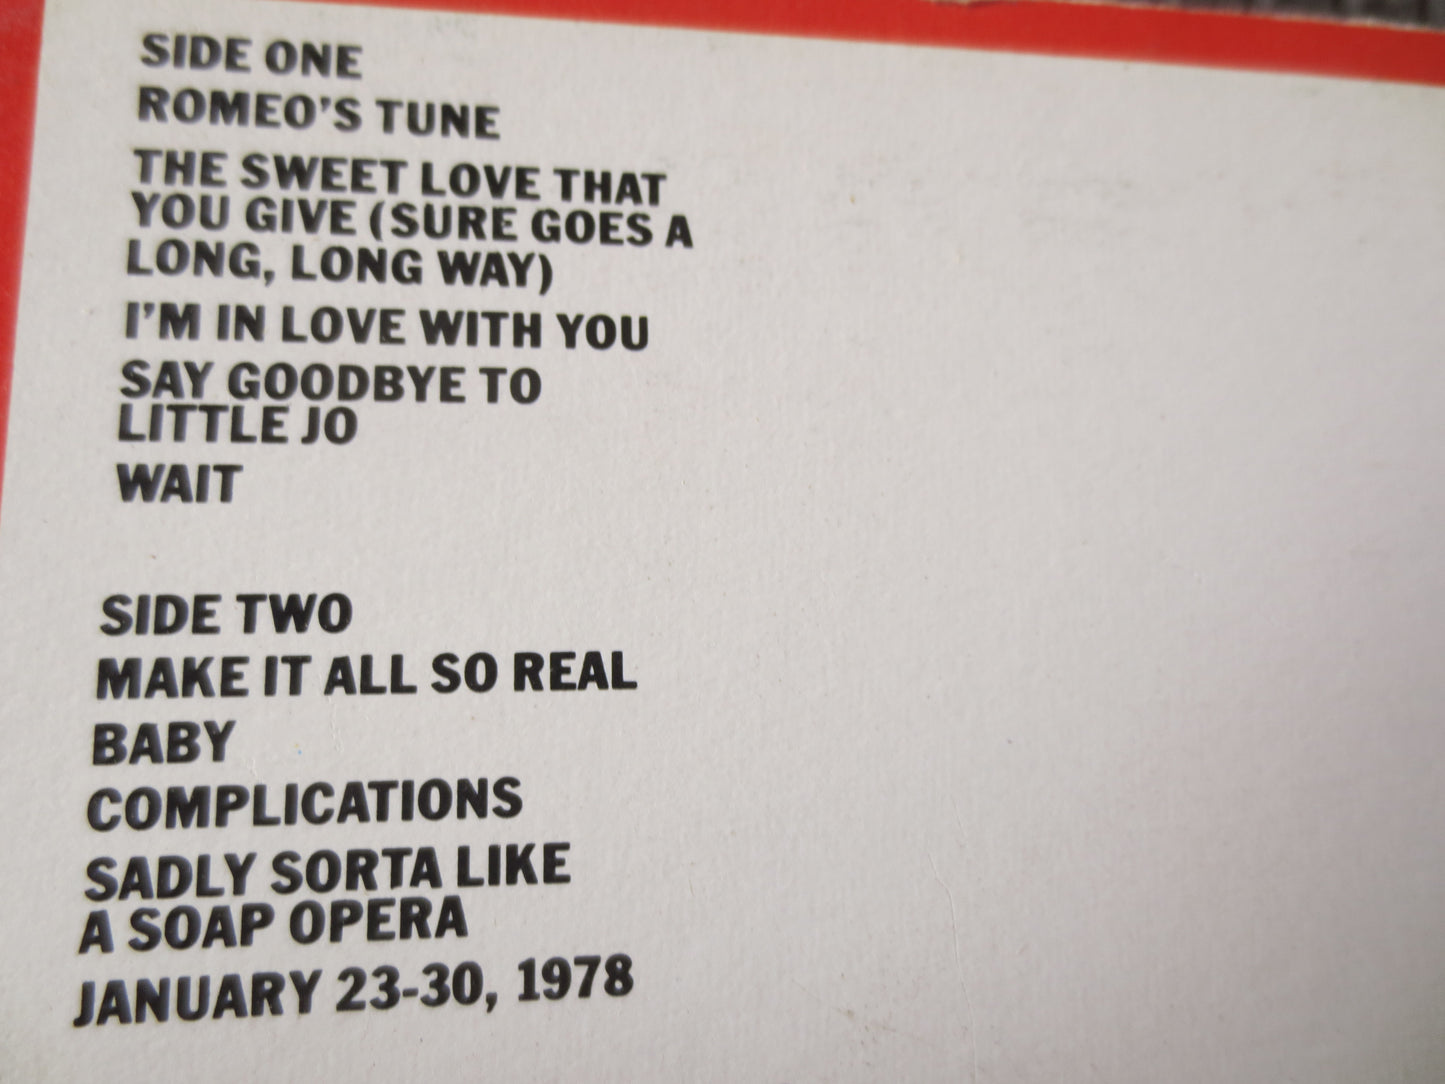 SIDE ONE
ROMEO'S TUNE
THE SWEET LOVE THAT
YOU GIVE (SURE GOES A
LONG, LONG WAY)
I'M IN LOVE WITH YOU
SAY GOODBYE TO
LITTLE JO
WAIT
SIDE TWO
MAKE IT ALL SO REAL
BABY
COMPLICATIONS
SADLY SORTA LIKE
A SOAP OPERA
JANUARY 23-30, 1978